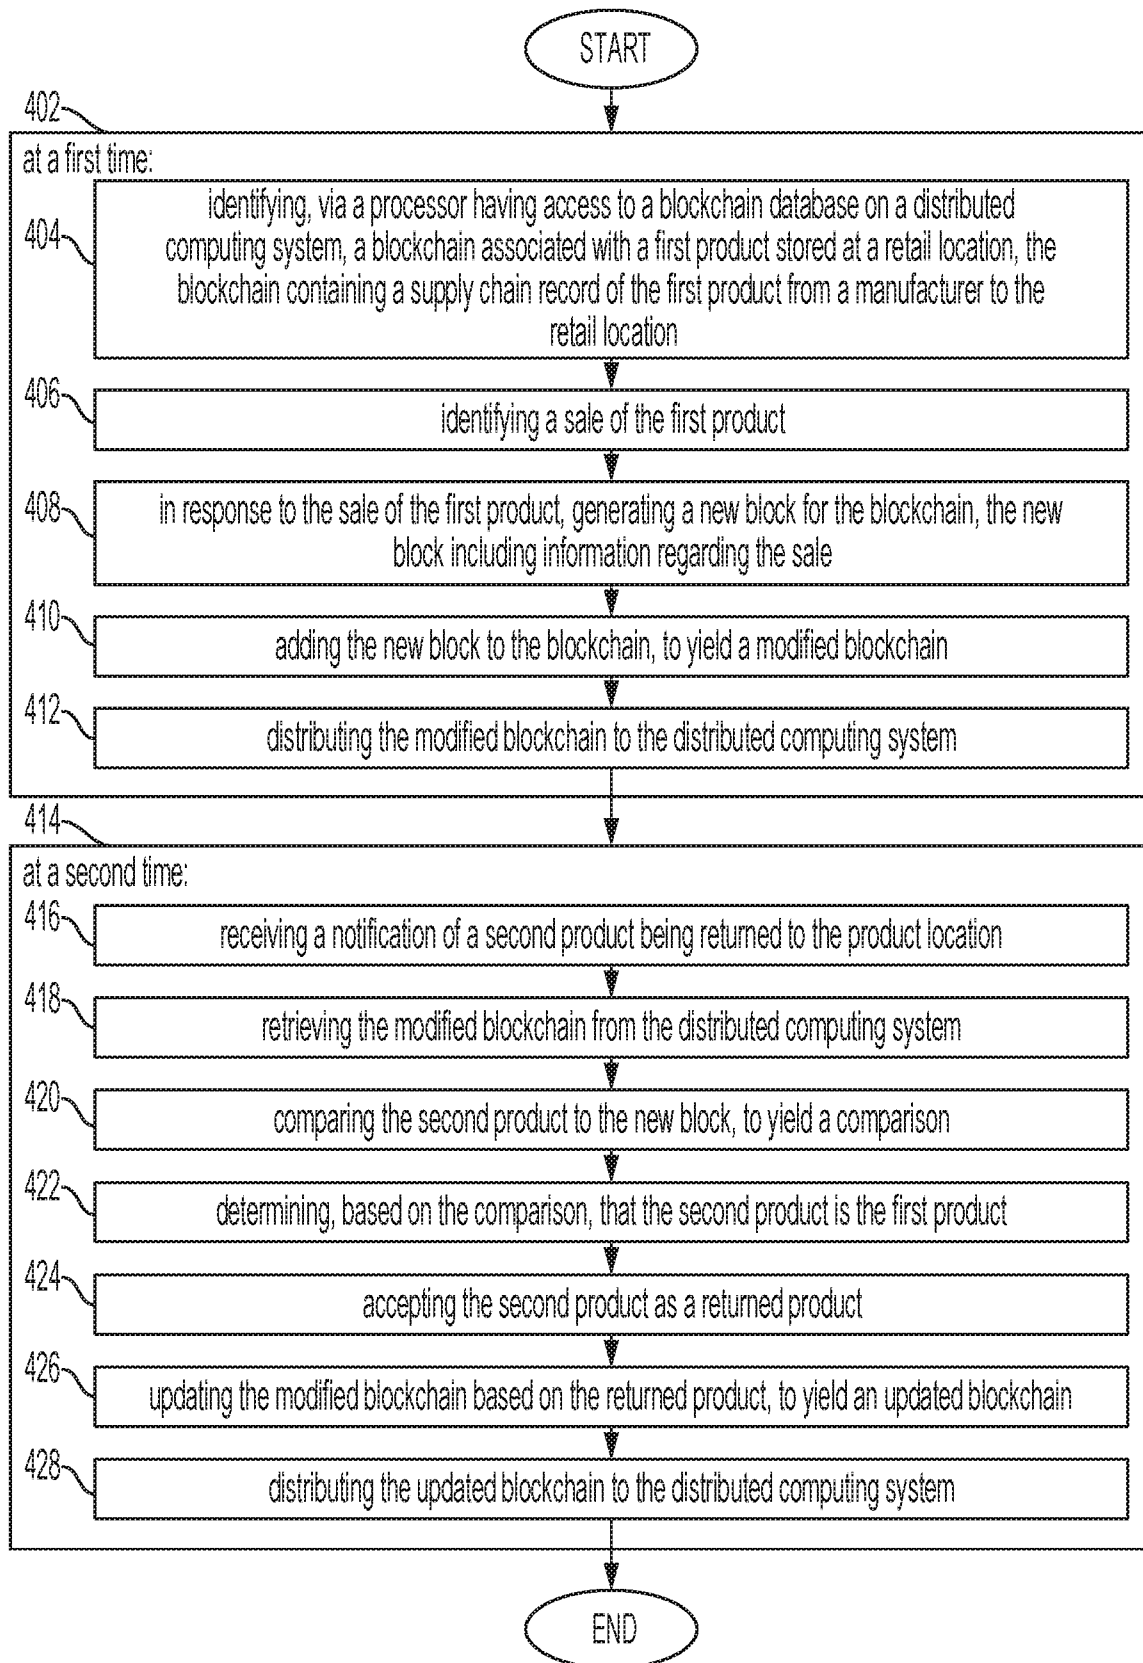 START
402
at a first time:
404
identifying, via a processor having access to a blockchain database on a distributed
computing system, a blockchain associated with a first product stored at a retail location, the
blockchain containing a supply chain record of the first product from a manufacturer to the
retail location
406
identifying a sale of the first product
408
in response to the sale of the first product, generating a new block for the blockchain, the new
block including information regarding the sale
410
adding the new block to the blockchain, to yield a modified blockchain
412
distributing the modified blockchain to the distributed computing system
414
at a second time:
416
receiving a notification of a second product being returned to the product location
418
retrieving the modified blockchain from the distributed computing system
420
comparing the second product to the new block, to yield a comparison
422
determining, based on the comparison, that the second product is the first product
424
accepting the second product as a returned product
426
updating the modified blockchain based on the returned product, to yield an updated blockchain
428
distributing the updated blockchain to the distributed computing system
END